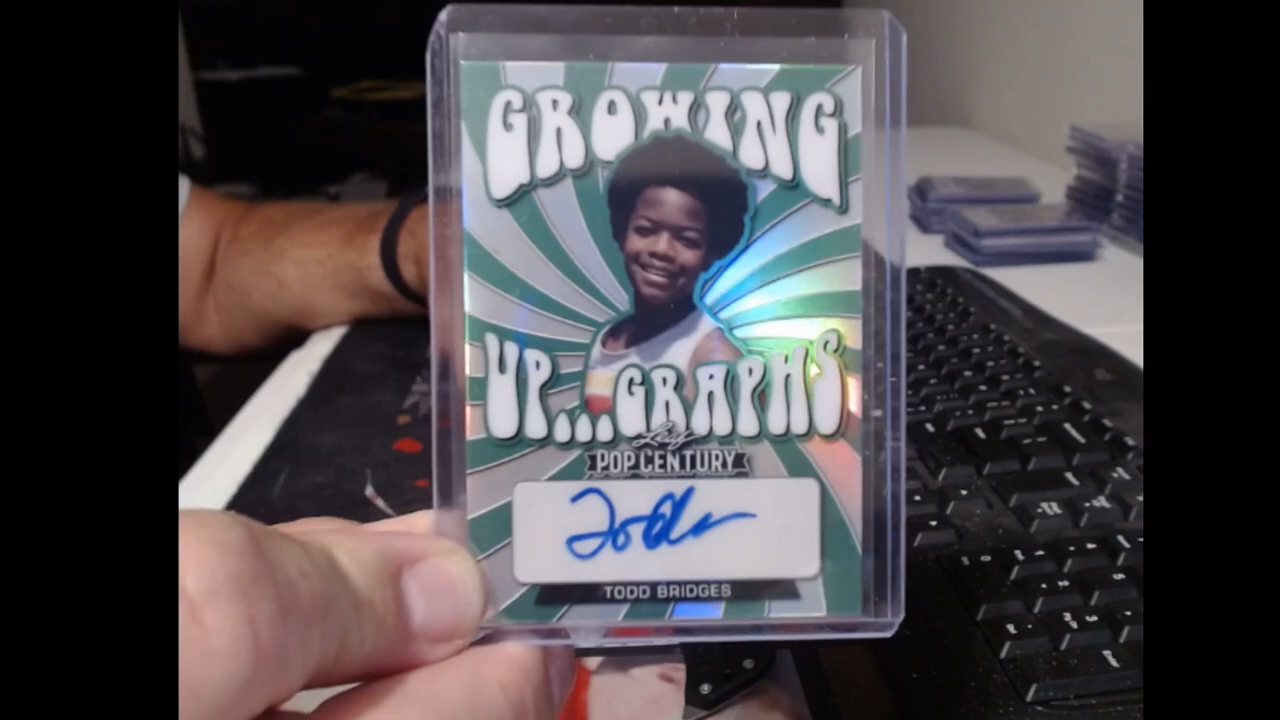 GROWING
UP...GRAPHS
Leaf
POP CENTURY
TODD BRIDGES